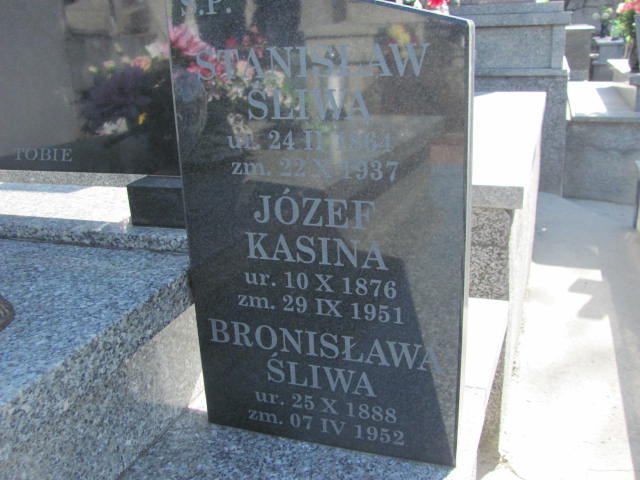 Ś.P.
STANISŁAW
ŚLIWA
ur. 24 II 1864
zm. 22 X 1937
JÓZEF
KASINA
ur. 10 X 1876
zm. 29 IX 1951
BRONISŁAWA
ŚLIWA
ur. 25 X 1888
zm. 07 IV 1952
TOBIE